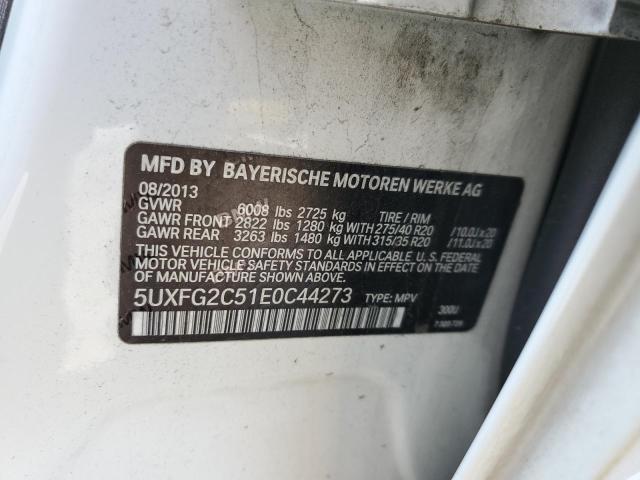 MFD BY BAYERISCHE MOTOREN WERKE AG
08/2013
GVWR 6008 lbs 2725 kg TIRE / RIM
GAWR FRONT 2822 lbs 1280 kg WITH 275/40 R20 /10.0J x 20
GAWR REAR 3263 lbs 1480 kg WITH 315/35 R20 /11.0J x 20
THIS VEHICLE CONFORMS TO ALL APPLICABLE U.S. FEDERAL
MOTOR VEHICLE SAFETY STANDARDS IN EFFECT ON THE DATE OF
MANUFACTURE SHOWN ABOVE.
5UXFG2C51E0C44273 TYPE: MPV
300U